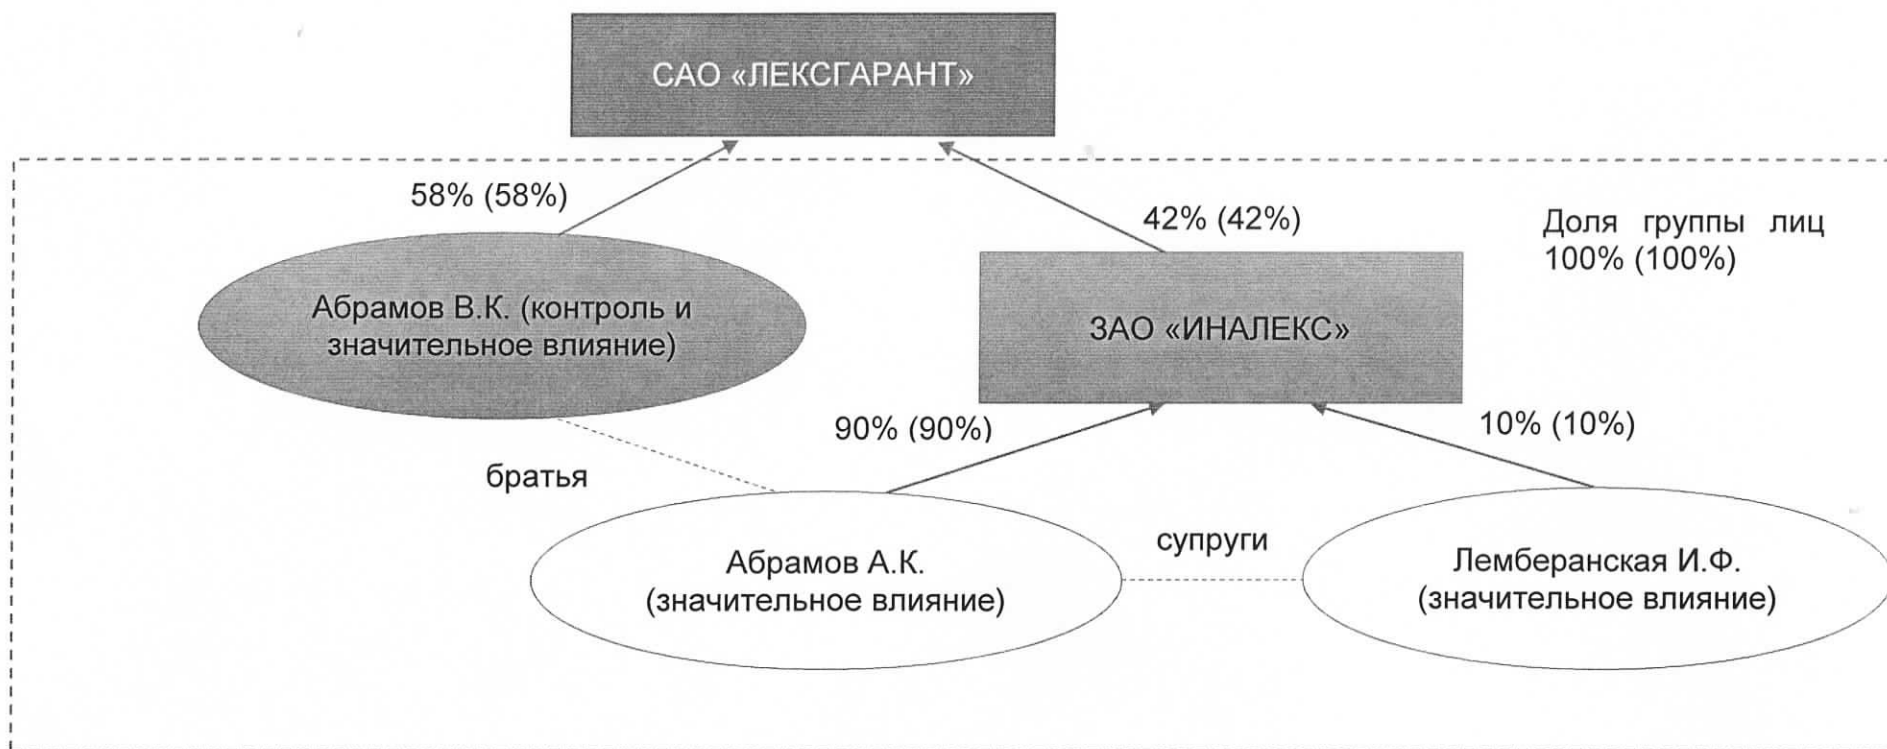 САО «ЛЕКСГАРАНТ»
58% (58%)
42% (42%)
Доля группы лиц
100% (100%)
Абрамов В.К. (контроль и
значительное влияние)
ЗАО «ИНАЛЕКС»
90% (90%)
10% (10%)
братья
супруги
Абрамов А.К.
(значительное влияние)
Лемберанская И.Ф.
(значительное влияние)